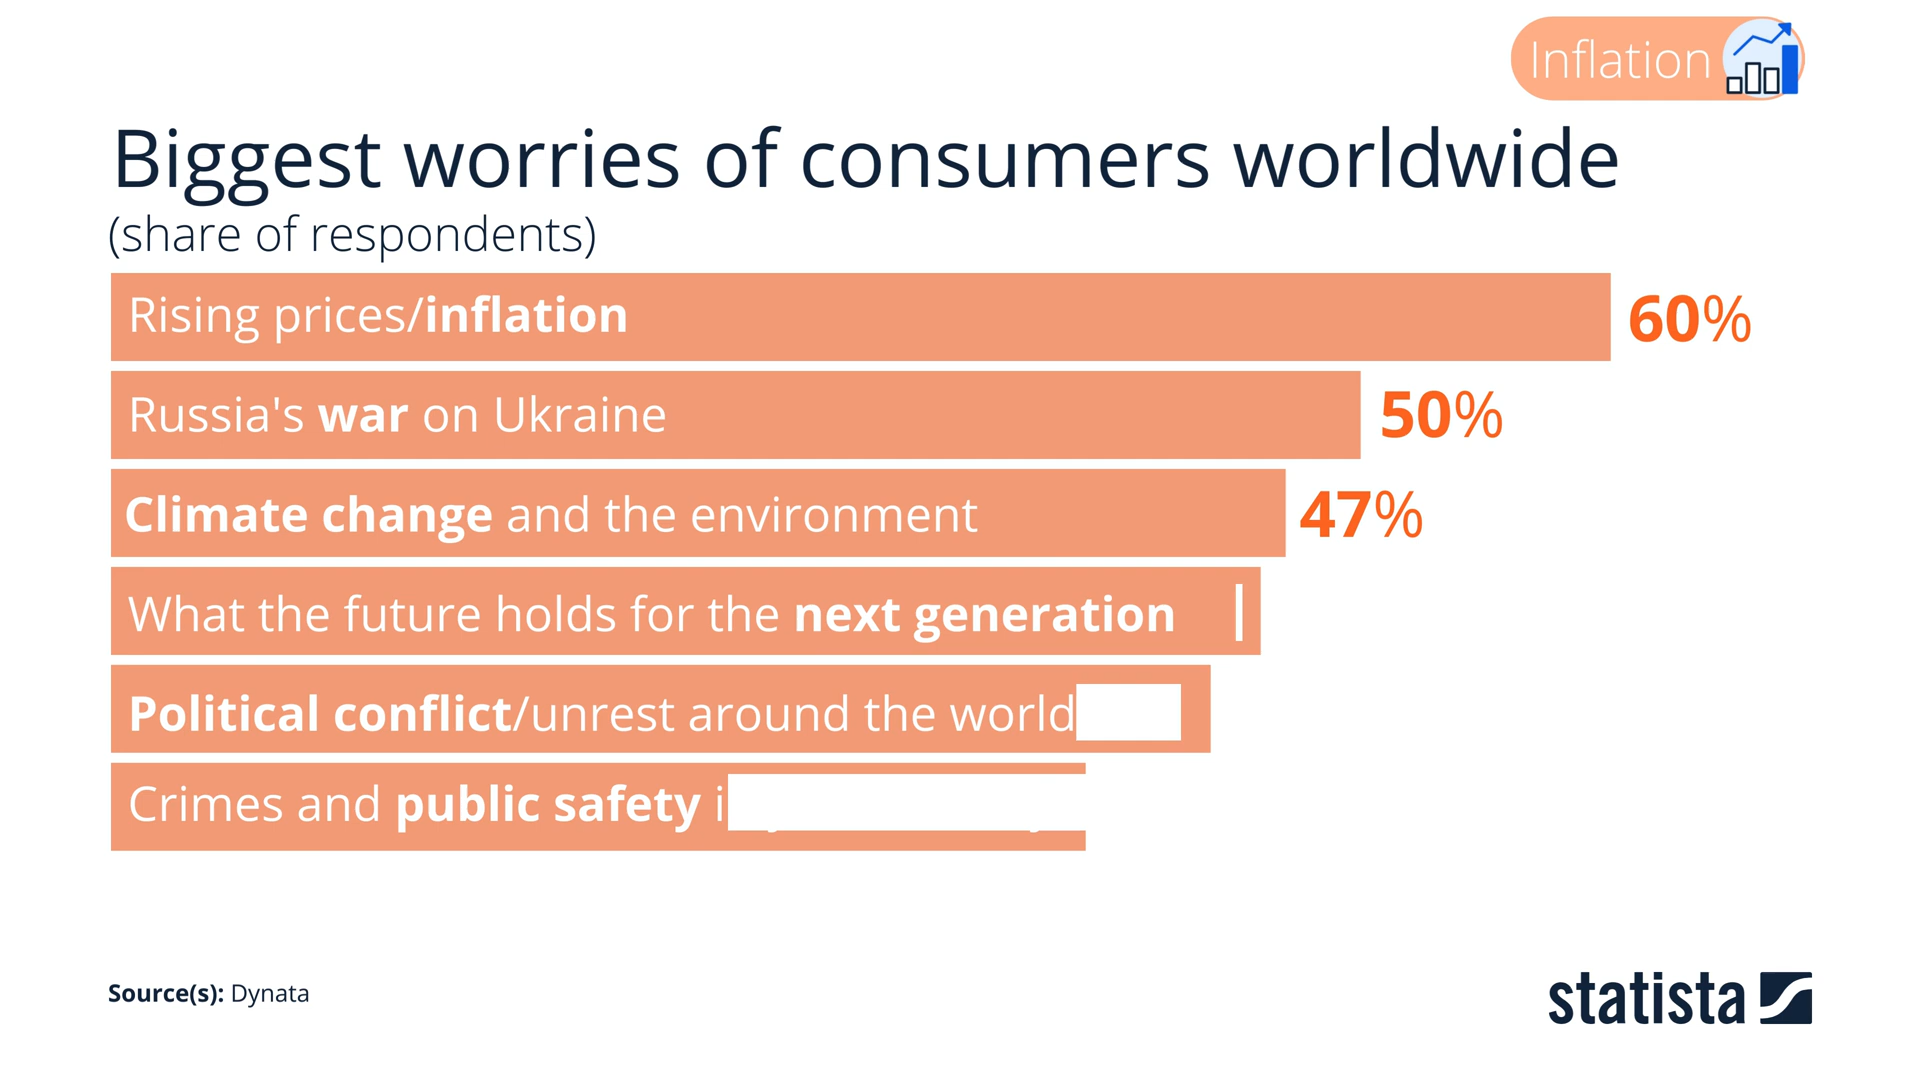 Inflation
Biggest worries of consumers worldwide
(share of respondents)
Rising prices/inflation
60%
Russia's war on Ukraine
50%
Climate change and the environment
47%
What the future holds for the next generation
Political conflict/unrest around the world
Crimes and public safety
Source(s): Dynata
statista